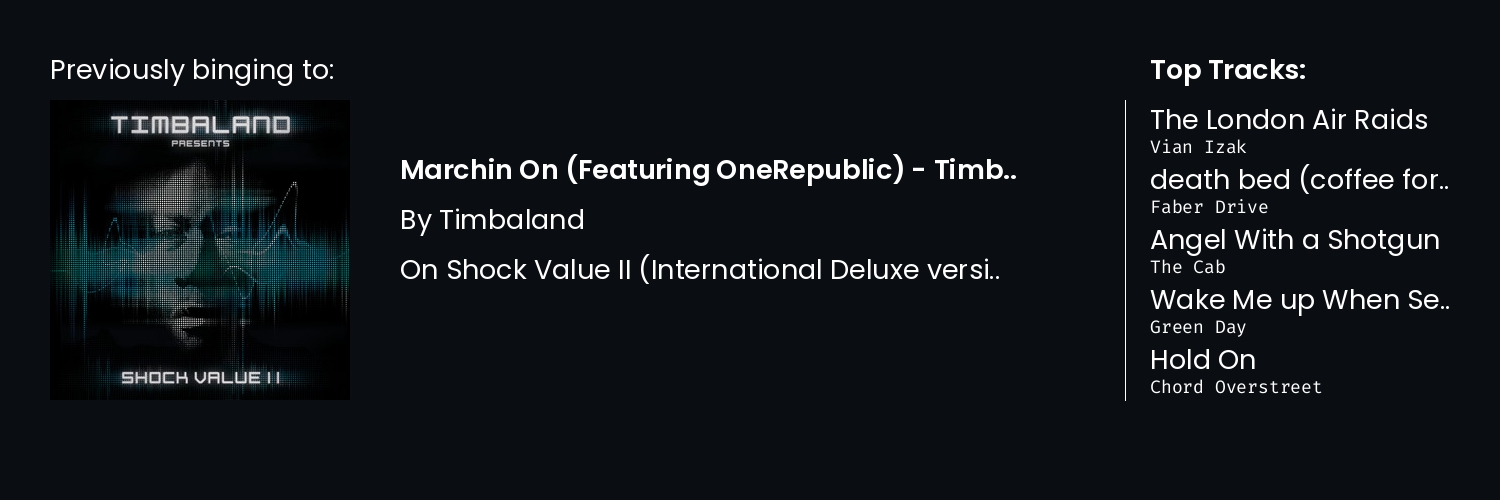 Previously binging to:
TIMBALAND
PRESENTS
SHOCK VALUE II
Marchin On (Featuring OneRepublic) - Timb..
By Timbaland
On Shock Value II (International Deluxe versi..
Top Tracks:
The London Air Raids
Vian Izak
death bed (coffee for..
Faber Drive
Angel With a Shotgun
The Cab
Wake Me up When Se..
Green Day
Hold On
Chord Overstreet